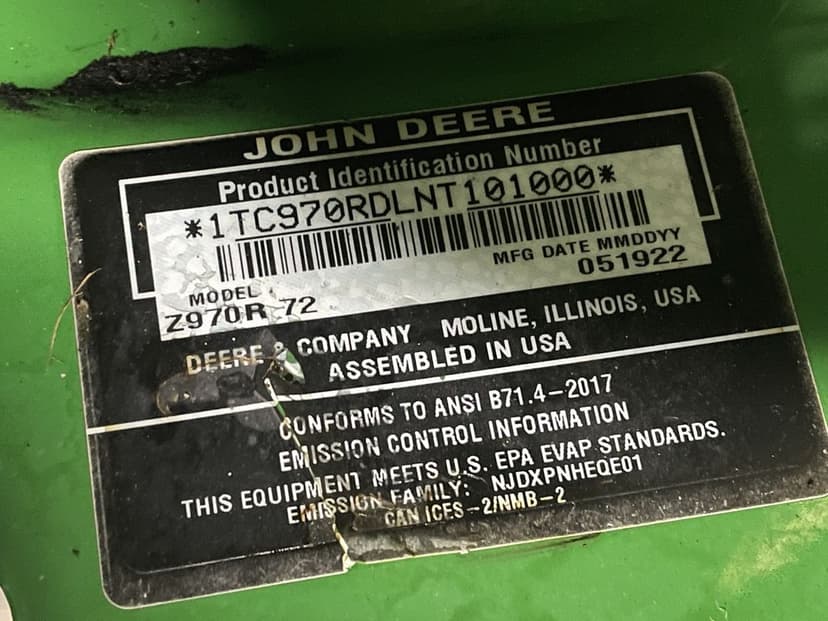 JOHN DEERE
Product Identification Number
*1TC970RDLNT101000*
MFG DATE MMDDYY
051922
MODEL
Z970R 72
DEERE & COMPANY MOLINE, ILLINOIS, USA
ASSEMBLED IN USA
CONFORMS TO ANSI B71.4-2017
EMISSION CONTROL INFORMATION
THIS EQUIPMENT MEETS U.S. EPA EVAP STANDARDS.
EMISSION FAMILY: NJDXPNHEQE01
CAN ICES-2/NMB-2